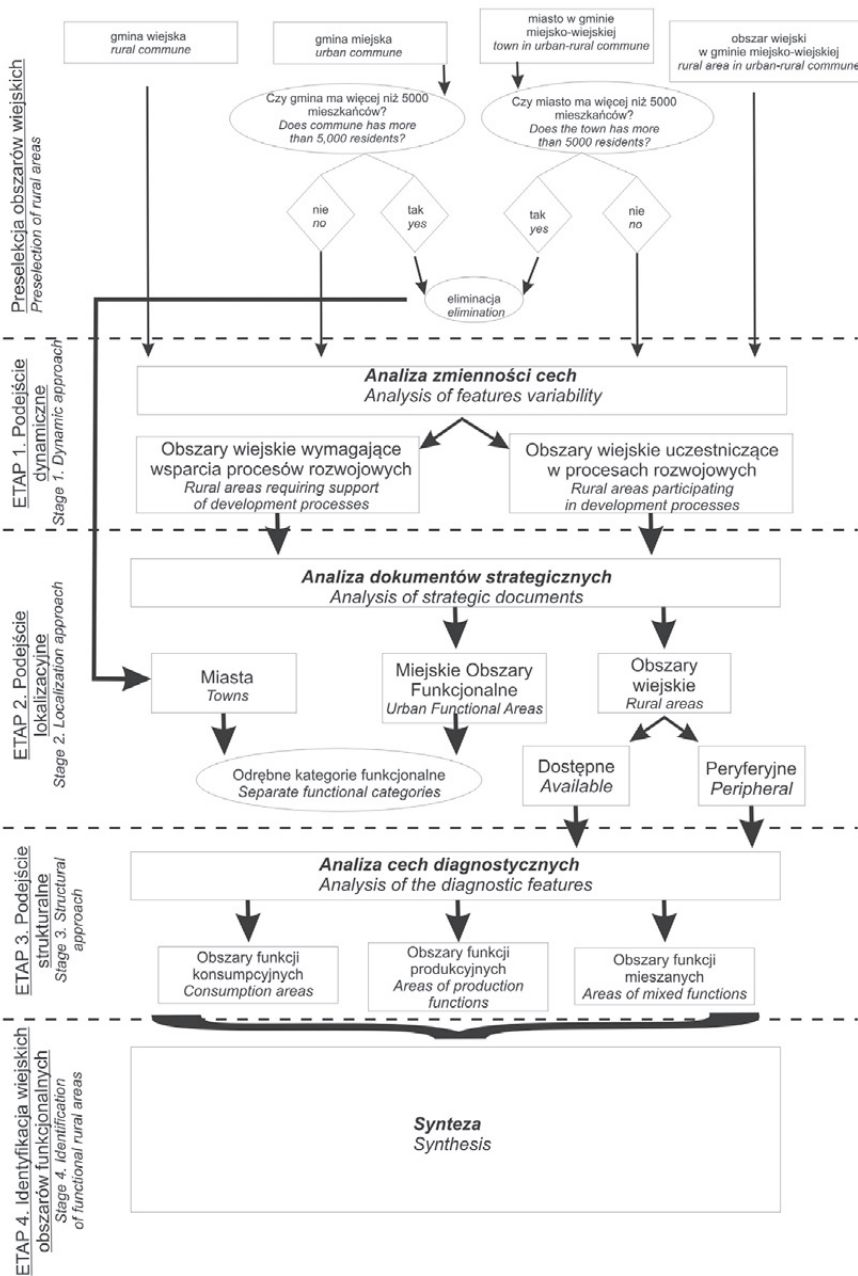 Preselekcja obszarów wiejskich
Preselection of rural areas
gmina wiejska
rural commune
gmina miejska
urban commune
miasto w gminie
miejsko-wiejskiej
town in urban-rural commune
obszar wiejski
w gminie miejsko-wiejskiej
rural area in urban-rural commune
Czy gmina ma więcej niż 5000
mieszkańców?
Does commune has more
than 5,000 residents?
Czy miasto ma więcej niż 5000
mieszkańców?
Does the town has more
than 5000 residents?
nie
no
tak
yes
tak
yes
nie
no
eliminacja
elimination
ETAP 1. Podejście
dynamiczne
Stage 1. Dynamic approach
Analiza zmienności cech
Analysis of features variability
Obszary wiejskie wymagające
wsparcia procesów rozwojowych
Rural areas requiring support
of development processes
Obszary wiejskie uczestniczące
w procesach rozwojowych
Rural areas participating
in development processes
ETAP 2. Podejście
lokalizacyjne
Stage 2. Localization approach
Analiza dokumentów strategicznych
Analysis of strategic documents
Miasta
Towns
Miejskie Obszary
Funkcjonalne
Urban Functional Areas
Obszary
wiejskie
Rural areas
Odrębne kategorie funkcjonalne
Separate functional categories
Dostępne
Available
Peryferyjne
Peripheral
ETAP 3. Podejście
strukturalne
Stage 3. Structural
approach
Analiza cech diagnostycznych
Analysis of the diagnostic features
Obszary funkcji
konsumpcyjnych
Consumption areas
Obszary funkcji
produkcyjnych
Areas of production
functions
Obszary funkcji
mieszanych
Areas of mixed functions
ETAP 4. Identyfikacja wiejskich
obszarów funkcjonalnych
Stage 4. Identification
of functional rural areas
Synteza
Synthesis